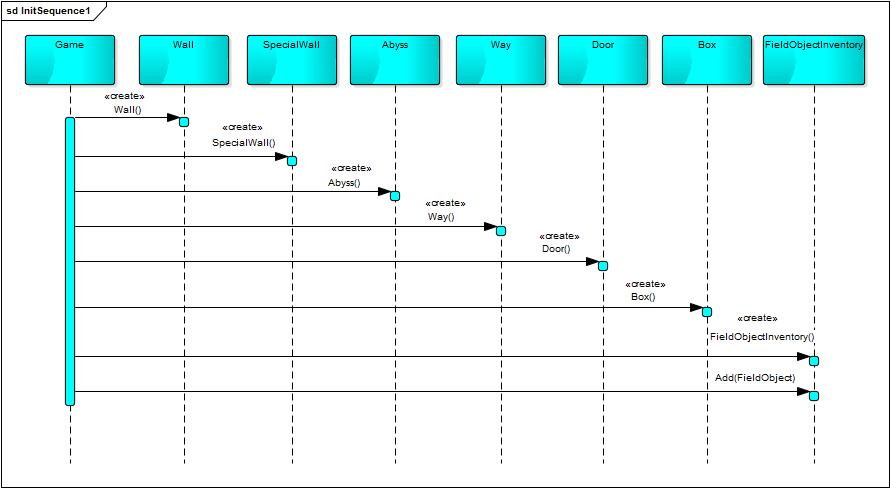 sd InitSequence1
Game
Wall
SpecialWall
Abyss
Way
Door
Box
FieldObjectInventory
«create»
Wall()
«create»
SpecialWall()
«create»
Abyss()
«create»
Way()
«create»
Door()
«create»
Box()
«create»
FieldObjectInventory()
Add(FieldObject)